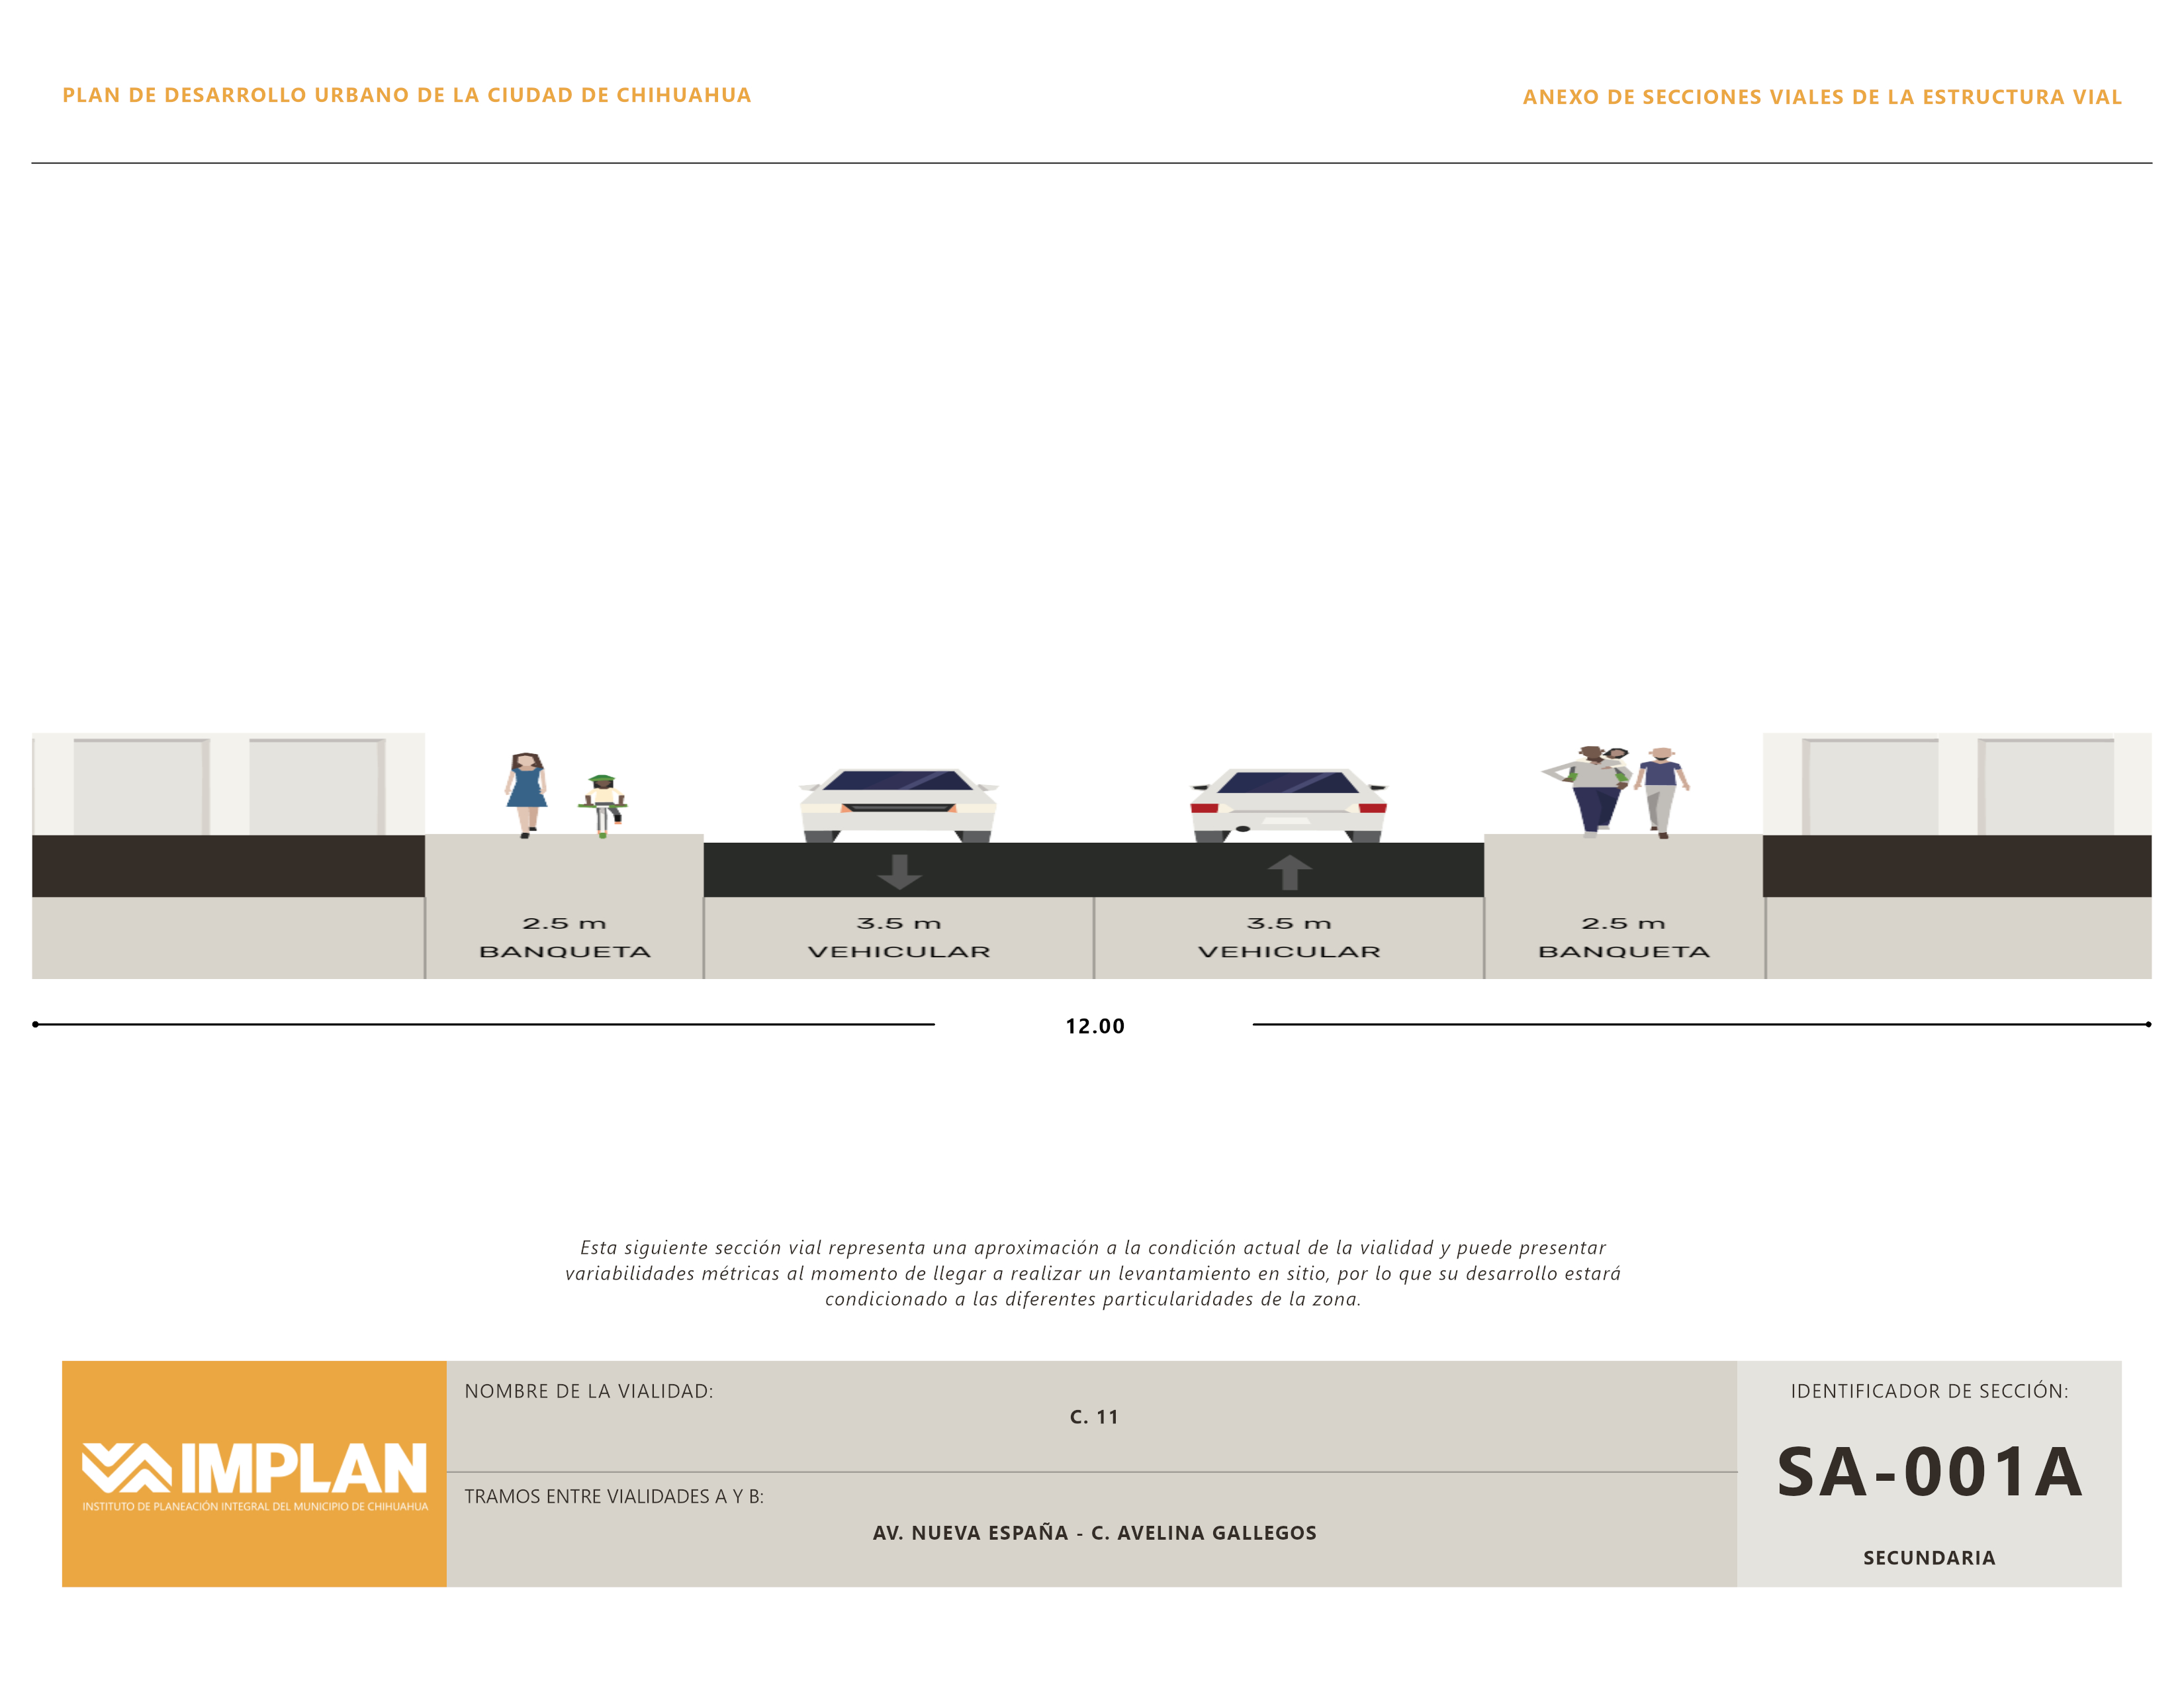 PLAN DE DESARROLLO URBANO DE LA CIUDAD DE CHIHUAHUA
ANEXO DE SECCIONES VIALES DE LA ESTRUCTURA VIAL
2.5 m
BANQUETA
3.5 m
VEHICULAR
3.5 m
VEHICULAR
2.5 m
BANQUETA
12.00
Esta siguiente sección vial representa una aproximación a la condición actual de la vialidad y puede presentar
variabilidades métricas al momento de llegar a realizar un levantamiento en sitio, por lo que su desarrollo estará
condicionado a las diferentes particularidades de la zona.
IMPLAN
INSTITUTO DE PLANEACIÓN INTEGRAL DEL MUNICIPIO DE CHIHUAHUA
NOMBRE DE LA VIALIDAD:
C. 11
TRAMOS ENTRE VIALIDADES A Y B:
AV. NUEVA ESPAÑA - C. AVELINA GALLEGOS
IDENTIFICADOR DE SECCIÓN:
SA-001A
SECUNDARIA